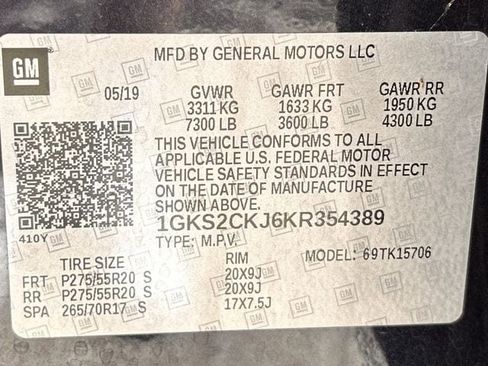 GM
MFD BY GENERAL MOTORS LLC
05/19 GVWR GAWR FRT GAWR RR
3311 KG 1633 KG 1950 KG
7300 LB 3600 LB 4300 LB
THIS VEHICLE CONFORMS TO ALL
APPLICABLE U.S. FEDERAL MOTOR
VEHICLE SAFETY STANDARDS IN EFFECT
ON THE DATE OF MANUFACTURE
SHOWN ABOVE.
410Y
1GKS2CKJ6KR354389
TYPE: M.P.V. MODEL: 69TK15706
TIRE SIZE RIM
FRT P275/55R20 S 20X9J
RR P275/55R20 S 20X9J
SPA 265/70R17 S 17X7.5J